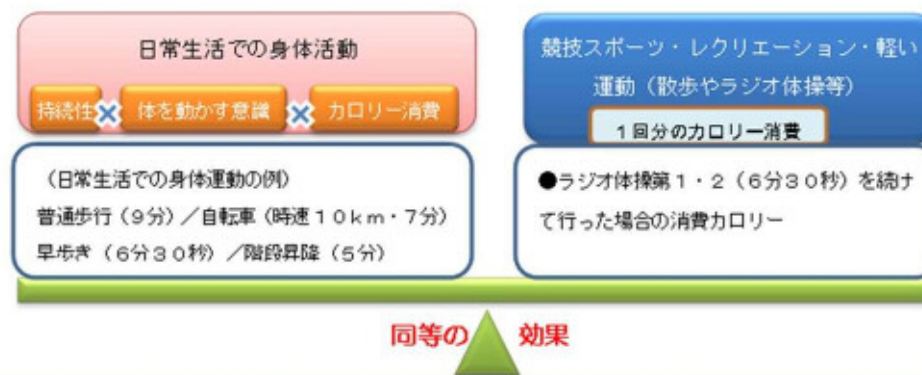 日常生活での身体活動
持続性×体を動かす意識×カロリー消費
(日常生活での身体運動の例)
普通歩行(9分)/自転車(時速10km・7分)
早歩き(6分30秒)/階段昇降(5分)
競技スポーツ・レクリエーション・軽い
運動(散歩やラジオ体操等)
1回分のカロリー消費
●ラジオ体操第1・2(6分30秒)を続け
て行った場合の消費カロリー
同等の 効果